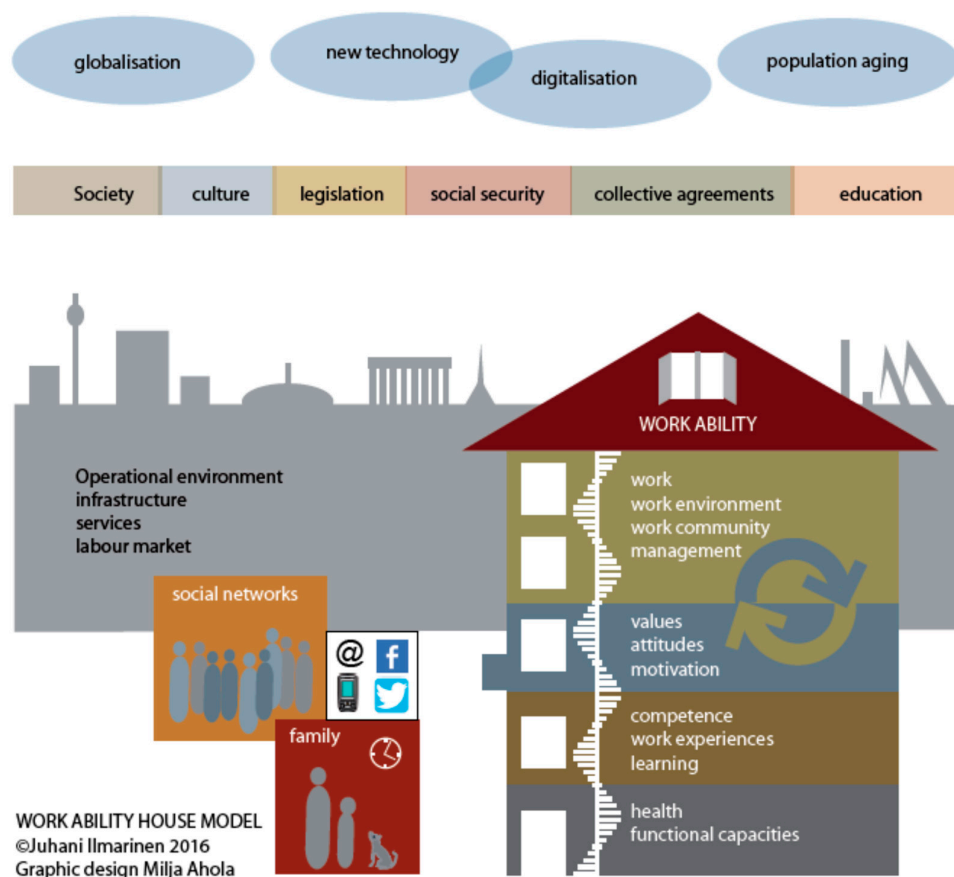 globalisation
new technology
digitalisation
population aging
Society
culture
legislation
social security
collective agreements
education
WORK ABILITY
Operational environment
infrastructure
services
labour market
work
work environment
work community
management
social networks
@
f
values
attitudes
motivation
family
competence
work experiences
learning
health
functional capacities
WORK ABILITY HOUSE MODEL
©Juhani Ilmarinen 2016
Graphic design Milja Ahola